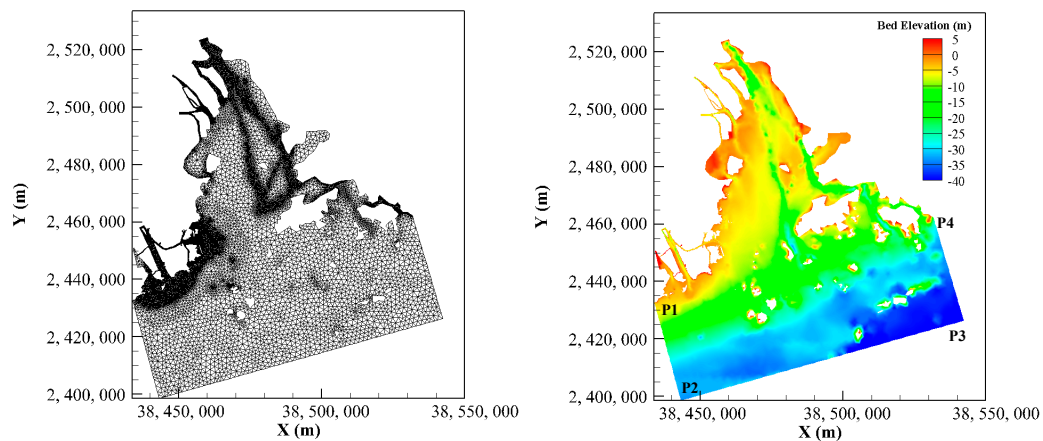 2, 520, 000
2, 500, 000
2, 480, 000
2, 460, 000
2, 440, 000
2, 420, 000
2, 400, 000
Y (m)
38, 450, 000
38, 500, 000
38, 550, 000
X (m)
Bed Elevation (m)
5
0
-5
-10
-15
-20
-25
-30
-35
-40
2, 520, 000
2, 500, 000
2, 480, 000
2, 460, 000
2, 440, 000
2, 420, 000
2, 400, 000
Y (m)
P4
P1
P3
P2
38, 450, 000
38, 500, 000
38, 550, 000
X (m)